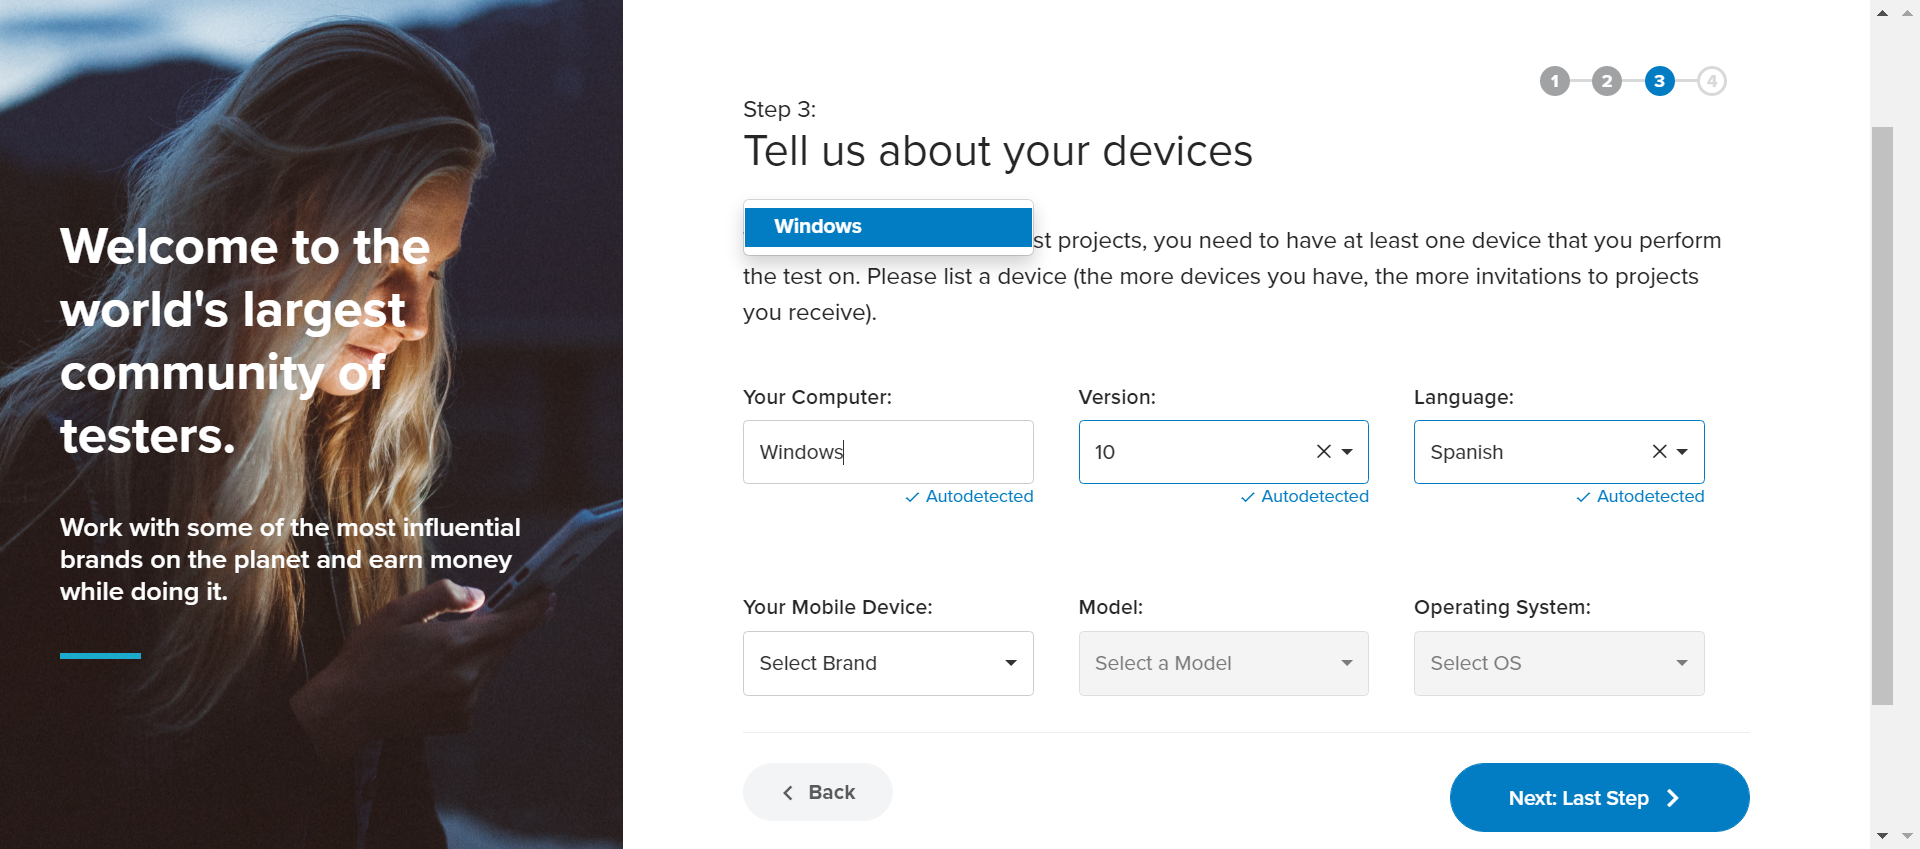 Welcome to the
world's largest
community of
testers.
Work with some of the most influential
brands on the planet and earn money
while doing it.
1 2 3 4
Step 3:
Tell us about your devices
Windows
st projects, you need to have at least one device that you perform
the test on. Please list a device (the more devices you have, the more invitations to projects
you receive).
Your Computer: Version: Language:
Windows 10 Spanish
Autodetected Autodetected Autodetected
Your Mobile Device: Model: Operating System:
Select Brand Select a Model Select OS
Back Next: Last Step